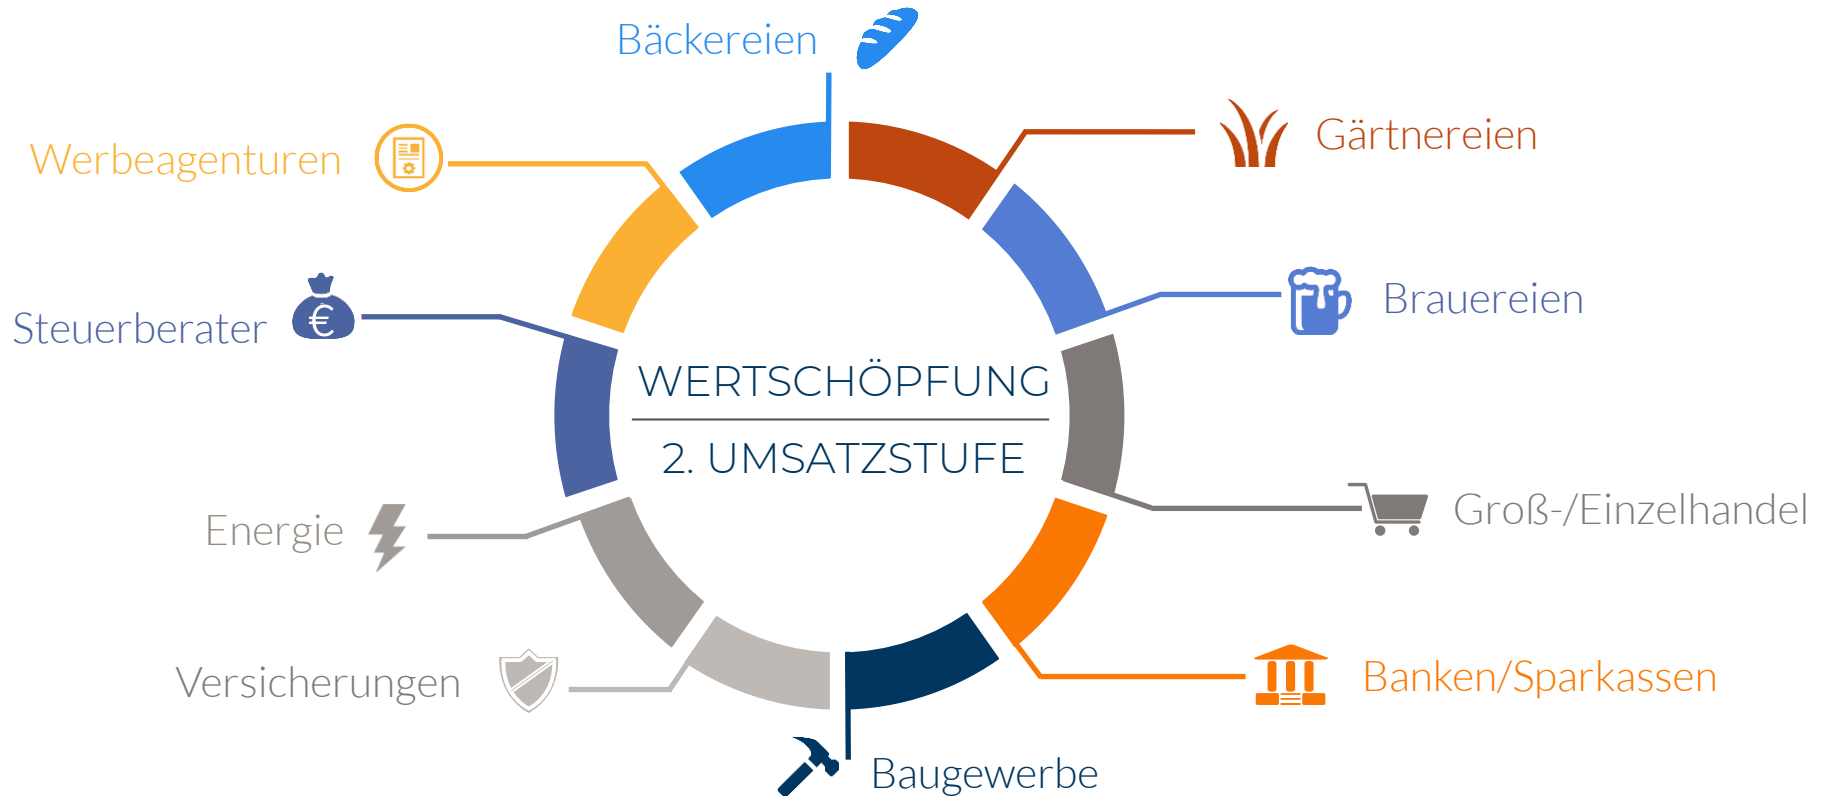 Bäckereien
Gärtnereien
Werbeagenturen
Brauereien
Steuerberater
€
WERTSCHÖPFUNG
2. UMSATZSTUFE
Groß-/Einzelhandel
Energie
Banken/Sparkassen
Versicherungen
Baugewerbe